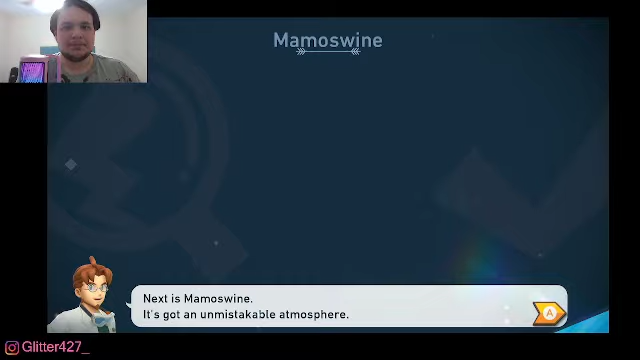 Mamoswine
Next is Mamoswine.
It's got an unmistakable atmosphere.
A
Glitter427_